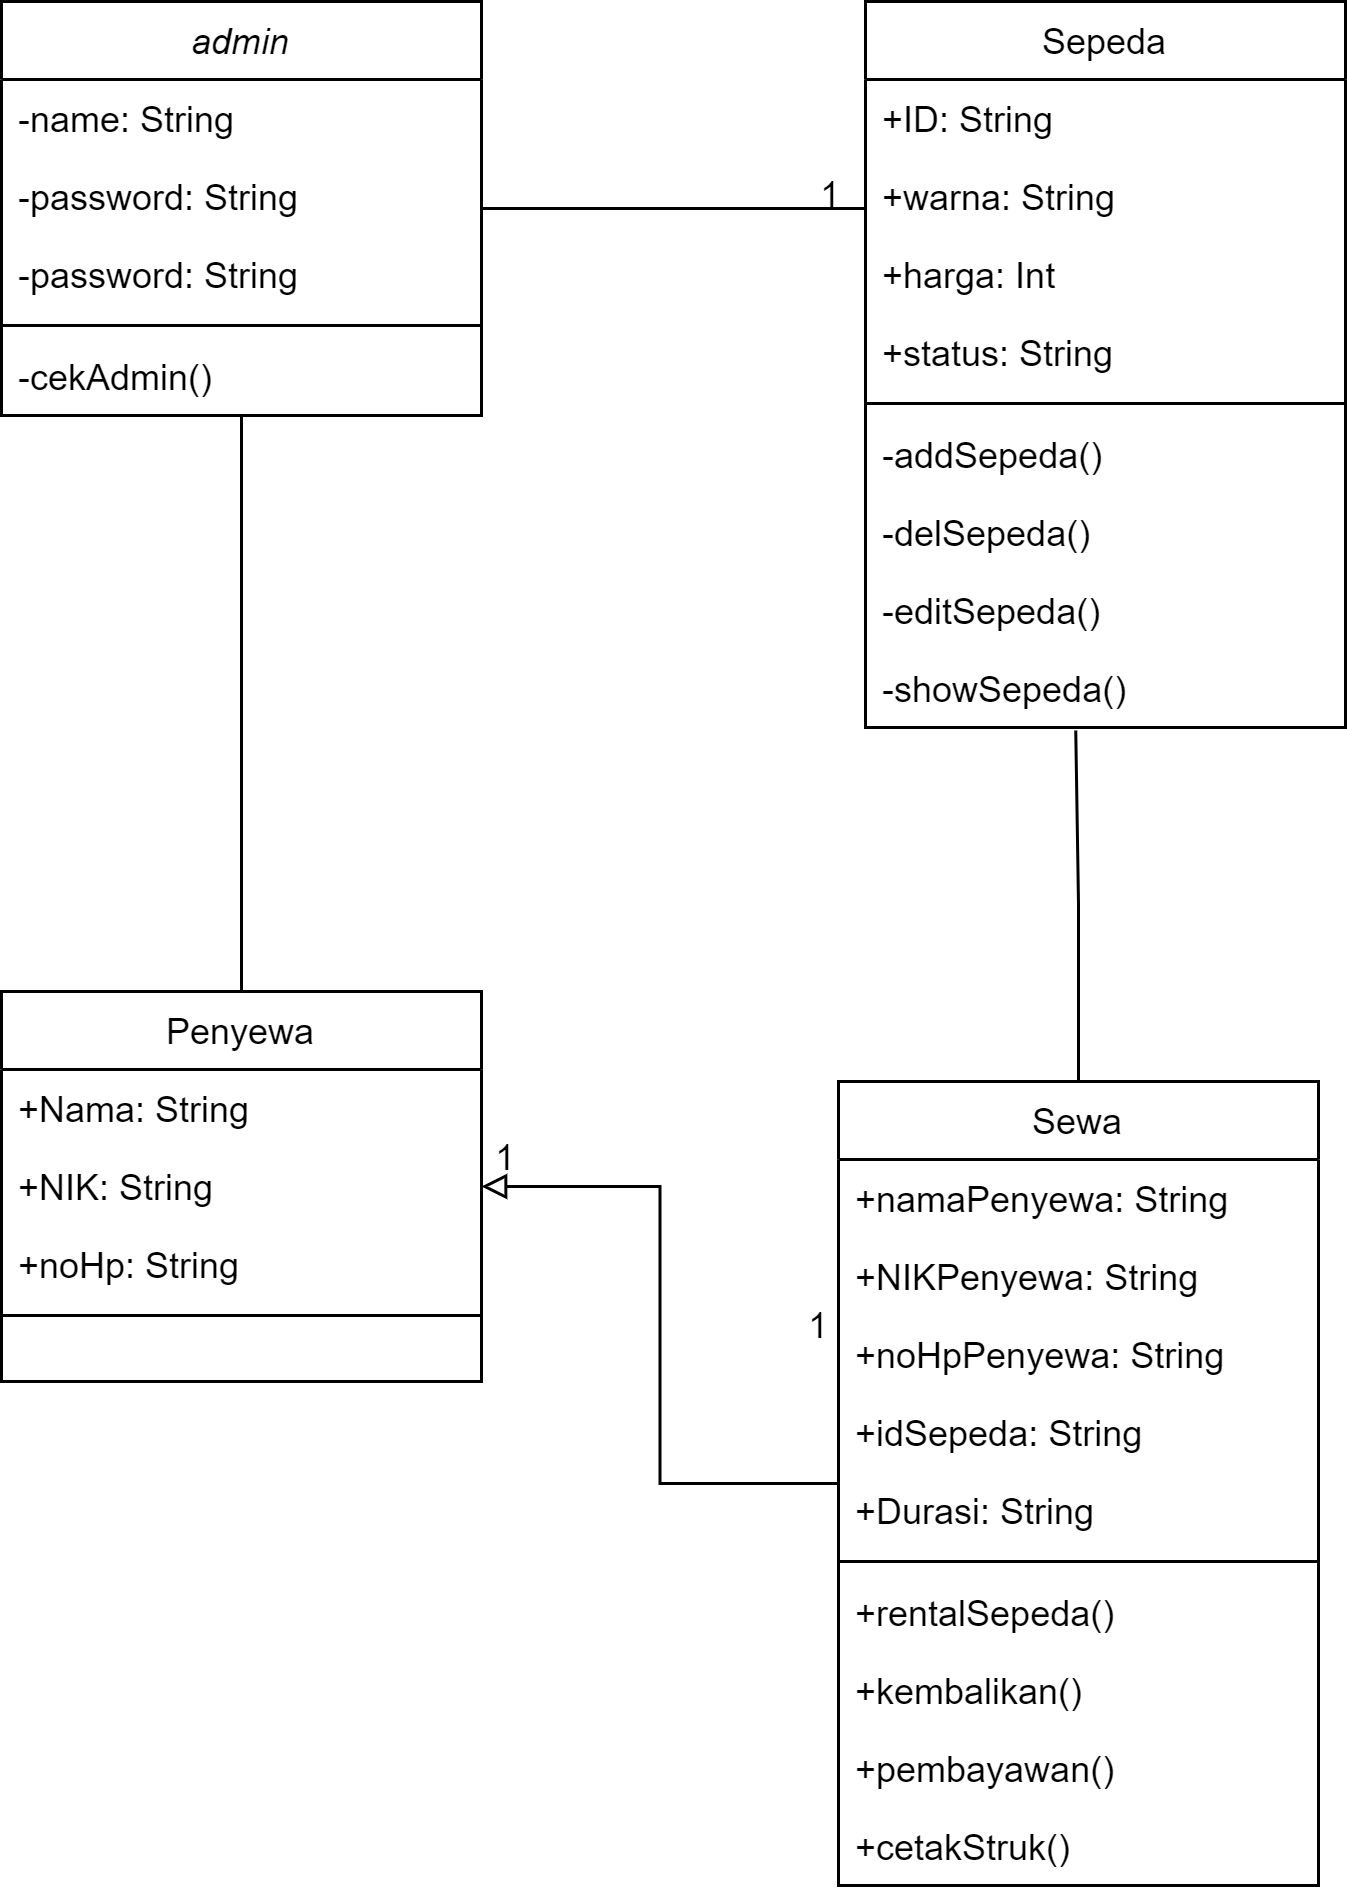 admin
-name: String
-password: String
-password: String
-cekAdmin()
1
Sepeda
+ID: String
+warna: String
+harga: Int
+status: String
-addSepeda()
-delSepeda()
-editSepeda()
-showSepeda()
Penyewa
+Nama: String
+NIK: String
+noHp: String
1
1
Sewa
+namaPenyewa: String
+NIKPenyewa: String
+noHpPenyewa: String
+idSepeda: String
+Durasi: String
+rentalSepeda()
+kembalikan()
+pembayawan()
+cetakStruk()